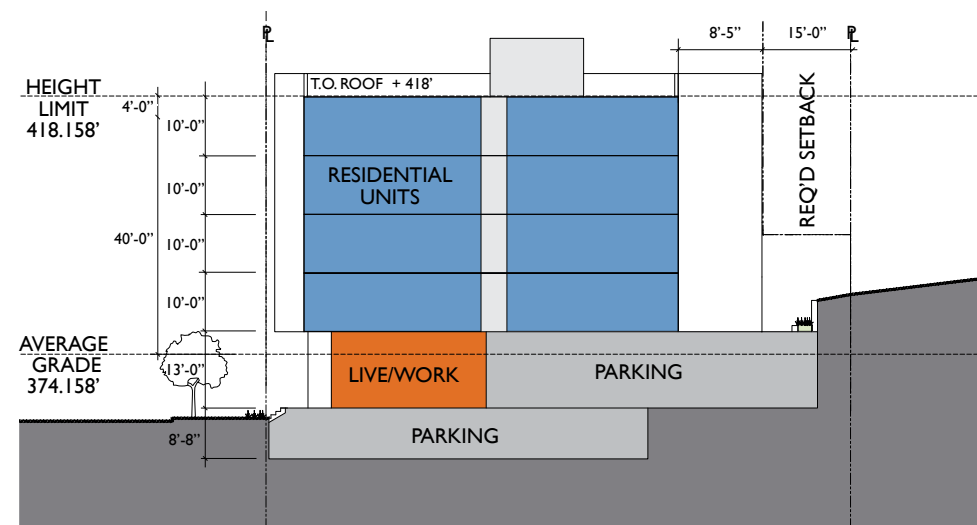 PL
8'-5" 15'-0" PL
HEIGHT
LIMIT
418.158'
4'-0"
T.O. ROOF + 418'
10'-0"
REQ'D SETBACK
RESIDENTIAL
UNITS
10'-0"
40'-0"
10'-0"
10'-0"
AVERAGE
GRADE
374.158'
13'-0"
LIVE/WORK
PARKING
8'-8"
PARKING